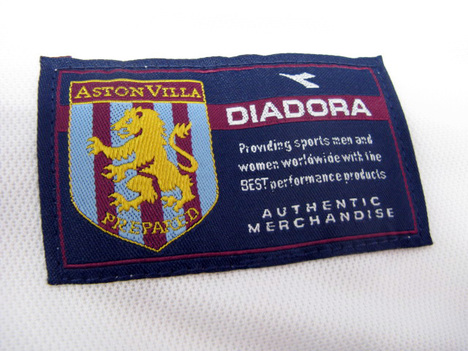 ASTON VILLA
PREPARED
DIADORA
Providing sports men and
women worldwide with the
BEST performance products
AUTHENTIC
MERCHANDISE